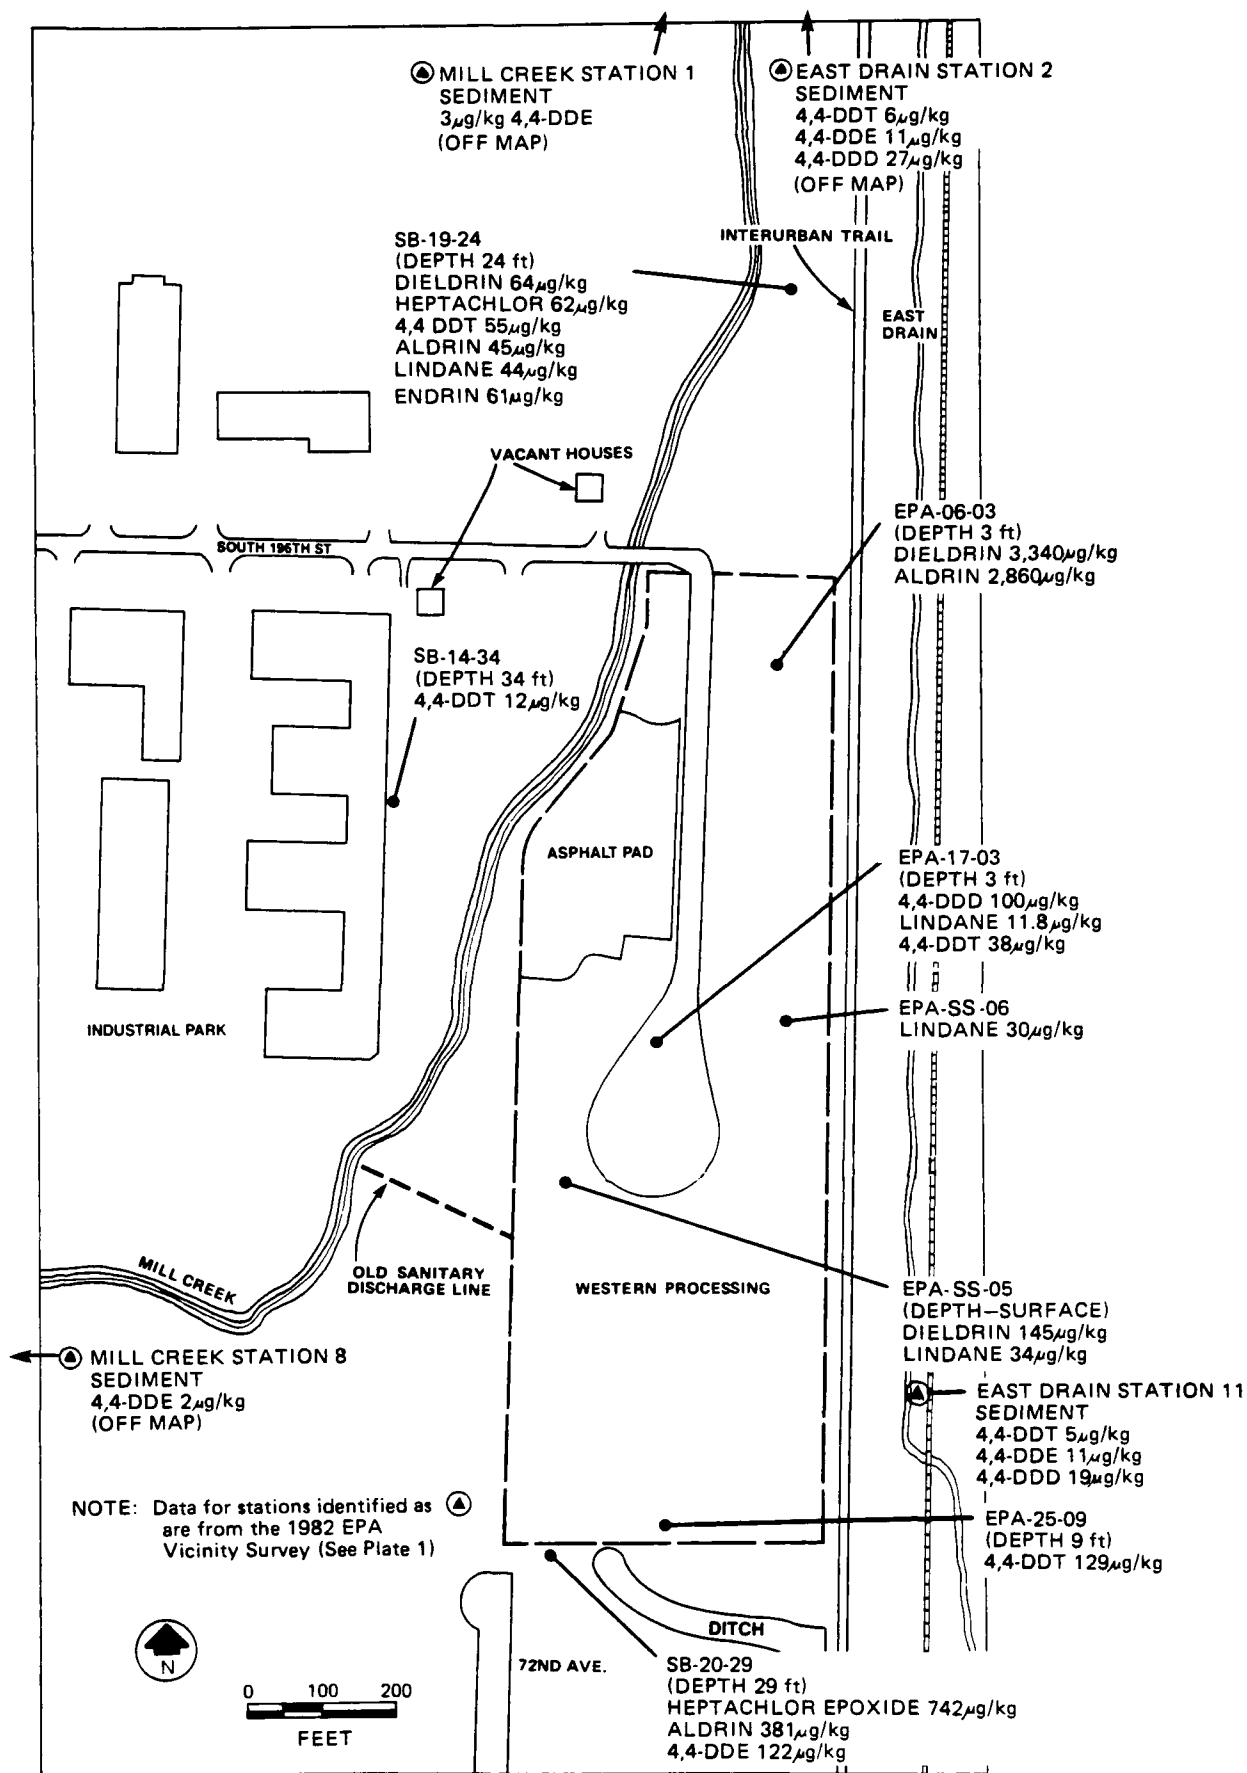 MILL CREEK STATION 1
SEDIMENT
3µg/kg 4,4-DDE
(OFF MAP)
EAST DRAIN STATION 2
SEDIMENT
4,4-DDT 6µg/kg
4,4-DDE 11µg/kg
4,4-DDD 27µg/kg
(OFF MAP)
SB-19-24
(DEPTH 24 ft)
DIELDRIN 64µg/kg
HEPTACHLOR 62µg/kg
4,4 DDT 55µg/kg
ALDRIN 45µg/kg
LINDANE 44µg/kg
ENDRIN 61µg/kg
INTERURBAN TRAIL
EAST
DRAIN
VACANT HOUSES
SOUTH 196TH ST
EPA-06-03
(DEPTH 3 ft)
DIELDRIN 3,340µg/kg
ALDRIN 2,860µg/kg
SB-14-34
(DEPTH 34 ft)
4,4-DDT 12µg/kg
ASPHALT PAD
EPA-17-03
(DEPTH 3 ft)
4,4-DDD 100µg/kg
LINDANE 11.8µg/kg
4,4-DDT 38µg/kg
INDUSTRIAL PARK
EPA-SS-06
LINDANE 30µg/kg
MILL CREEK
OLD SANITARY
DISCHARGE LINE
WESTERN PROCESSING
EPA-SS-05
(DEPTH–SURFACE)
DIELDRIN 145µg/kg
LINDANE 34µg/kg
MILL CREEK STATION 8
SEDIMENT
4,4-DDE 2µg/kg
(OFF MAP)
EAST DRAIN STATION 11
SEDIMENT
4,4-DDT 5µg/kg
4,4-DDE 11µg/kg
4,4-DDD 19µg/kg
NOTE: Data for stations identified as
are from the 1982 EPA
Vicinity Survey (See Plate 1)
EPA-25-09
(DEPTH 9 ft)
4,4-DDT 129µg/kg
DITCH
N
72ND AVE.
SB-20-29
(DEPTH 29 ft)
HEPTACHLOR EPOXIDE 742µg/kg
ALDRIN 381µg/kg
4,4-DDE 122µg/kg
0 100 200
FEET